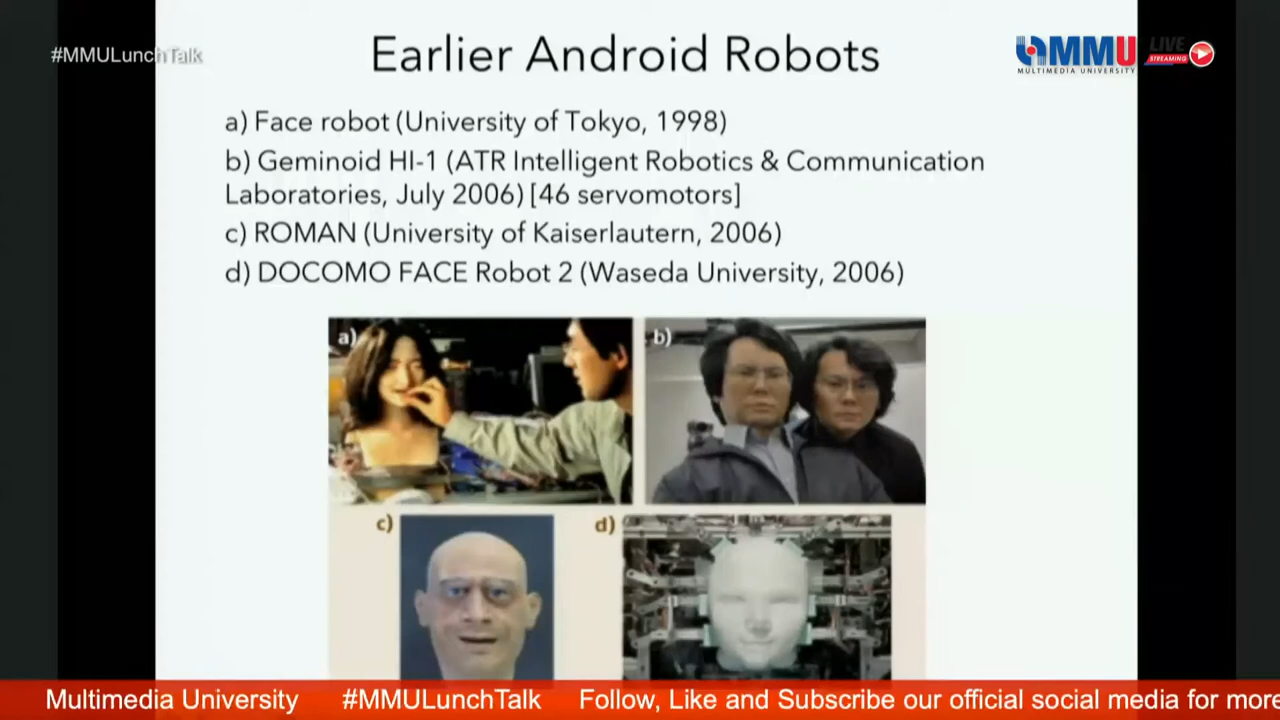 #MMULunchTalk
Earlier Android Robots
MMU
MULTIMEDIA UNIVERSITY
LIVE
STREAMING
a) Face robot (University of Tokyo, 1998)
b) Geminoid HI-1 (ATR Intelligent Robotics & Communication
Laboratories, July 2006) [46 servomotors]
c) ROMAN (University of Kaiserlautern, 2006)
d) DOCOMO FACE Robot 2 (Waseda University, 2006)
a)
b)
c)
d)
Multimedia University #MMULunchTalk Follow, Like and Subscribe our official social media for more